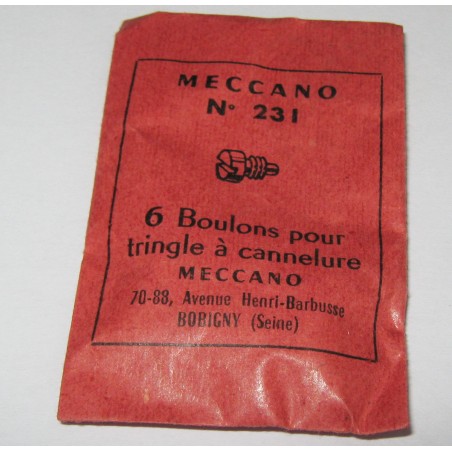 MECCANO
N° 231
6 Boulons pour
tringle à cannelure
MECCANO
70-88, Avenue Henri-Barbusse
BOBIGNY (Seine)